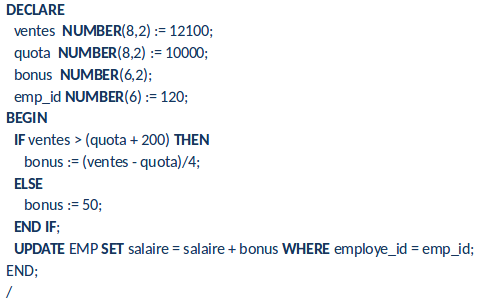 DECLARE
ventes NUMBER(8,2) := 12100;
quota NUMBER(8,2) := 10000;
bonus NUMBER(6,2);
emp_id NUMBER(6) := 120;
BEGIN
IF ventes > (quota + 200) THEN
bonus := (ventes - quota)/4;
ELSE
bonus := 50;
END IF;
UPDATE EMP SET salaire = salaire + bonus WHERE employe_id = emp_id;
END;
/